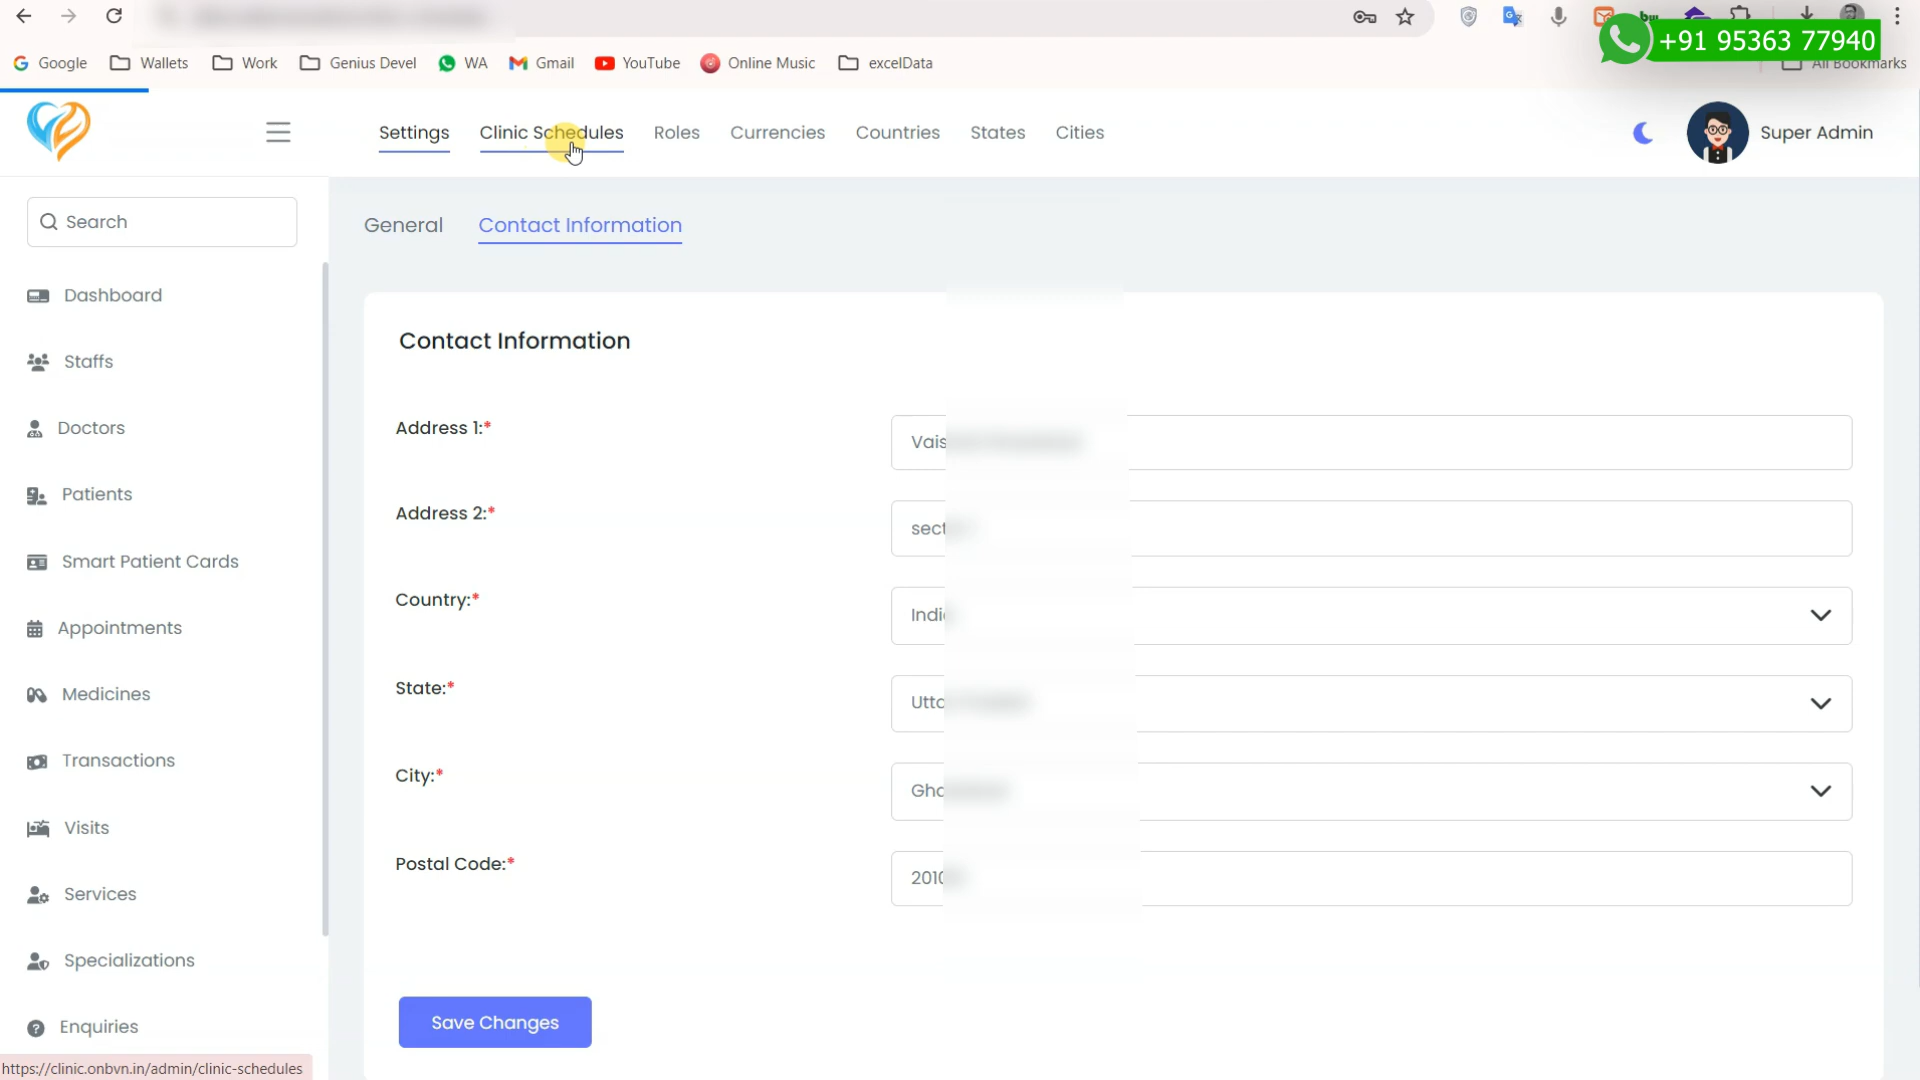 +91 95363 77940
Google
Wallets
Work
Genius Devel
WA
Gmail
YouTube
Online Music
excelData
All Bookmarks
Settings
Clinic Schedules
Roles
Currencies
Countries
States
Cities
Super Admin
Search
General
Contact Information
Dashboard
Staffs
Doctors
Patients
Smart Patient Cards
Appointments
Medicines
Transactions
Visits
Services
Specializations
Enquiries
Contact Information
Address 1:*
Address 2:*
Country:*
State:*
City:*
Postal Code:*
Save Changes
https://clinic.onbvn.in/admin/clinic-schedules